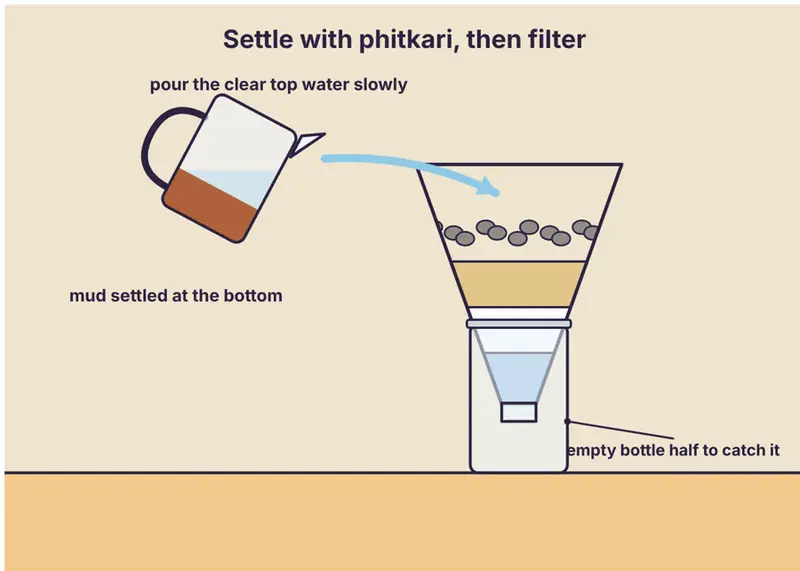 Settle with phitkari, then filter
pour the clear top water slowly
mud settled at the bottom
empty bottle half to catch it